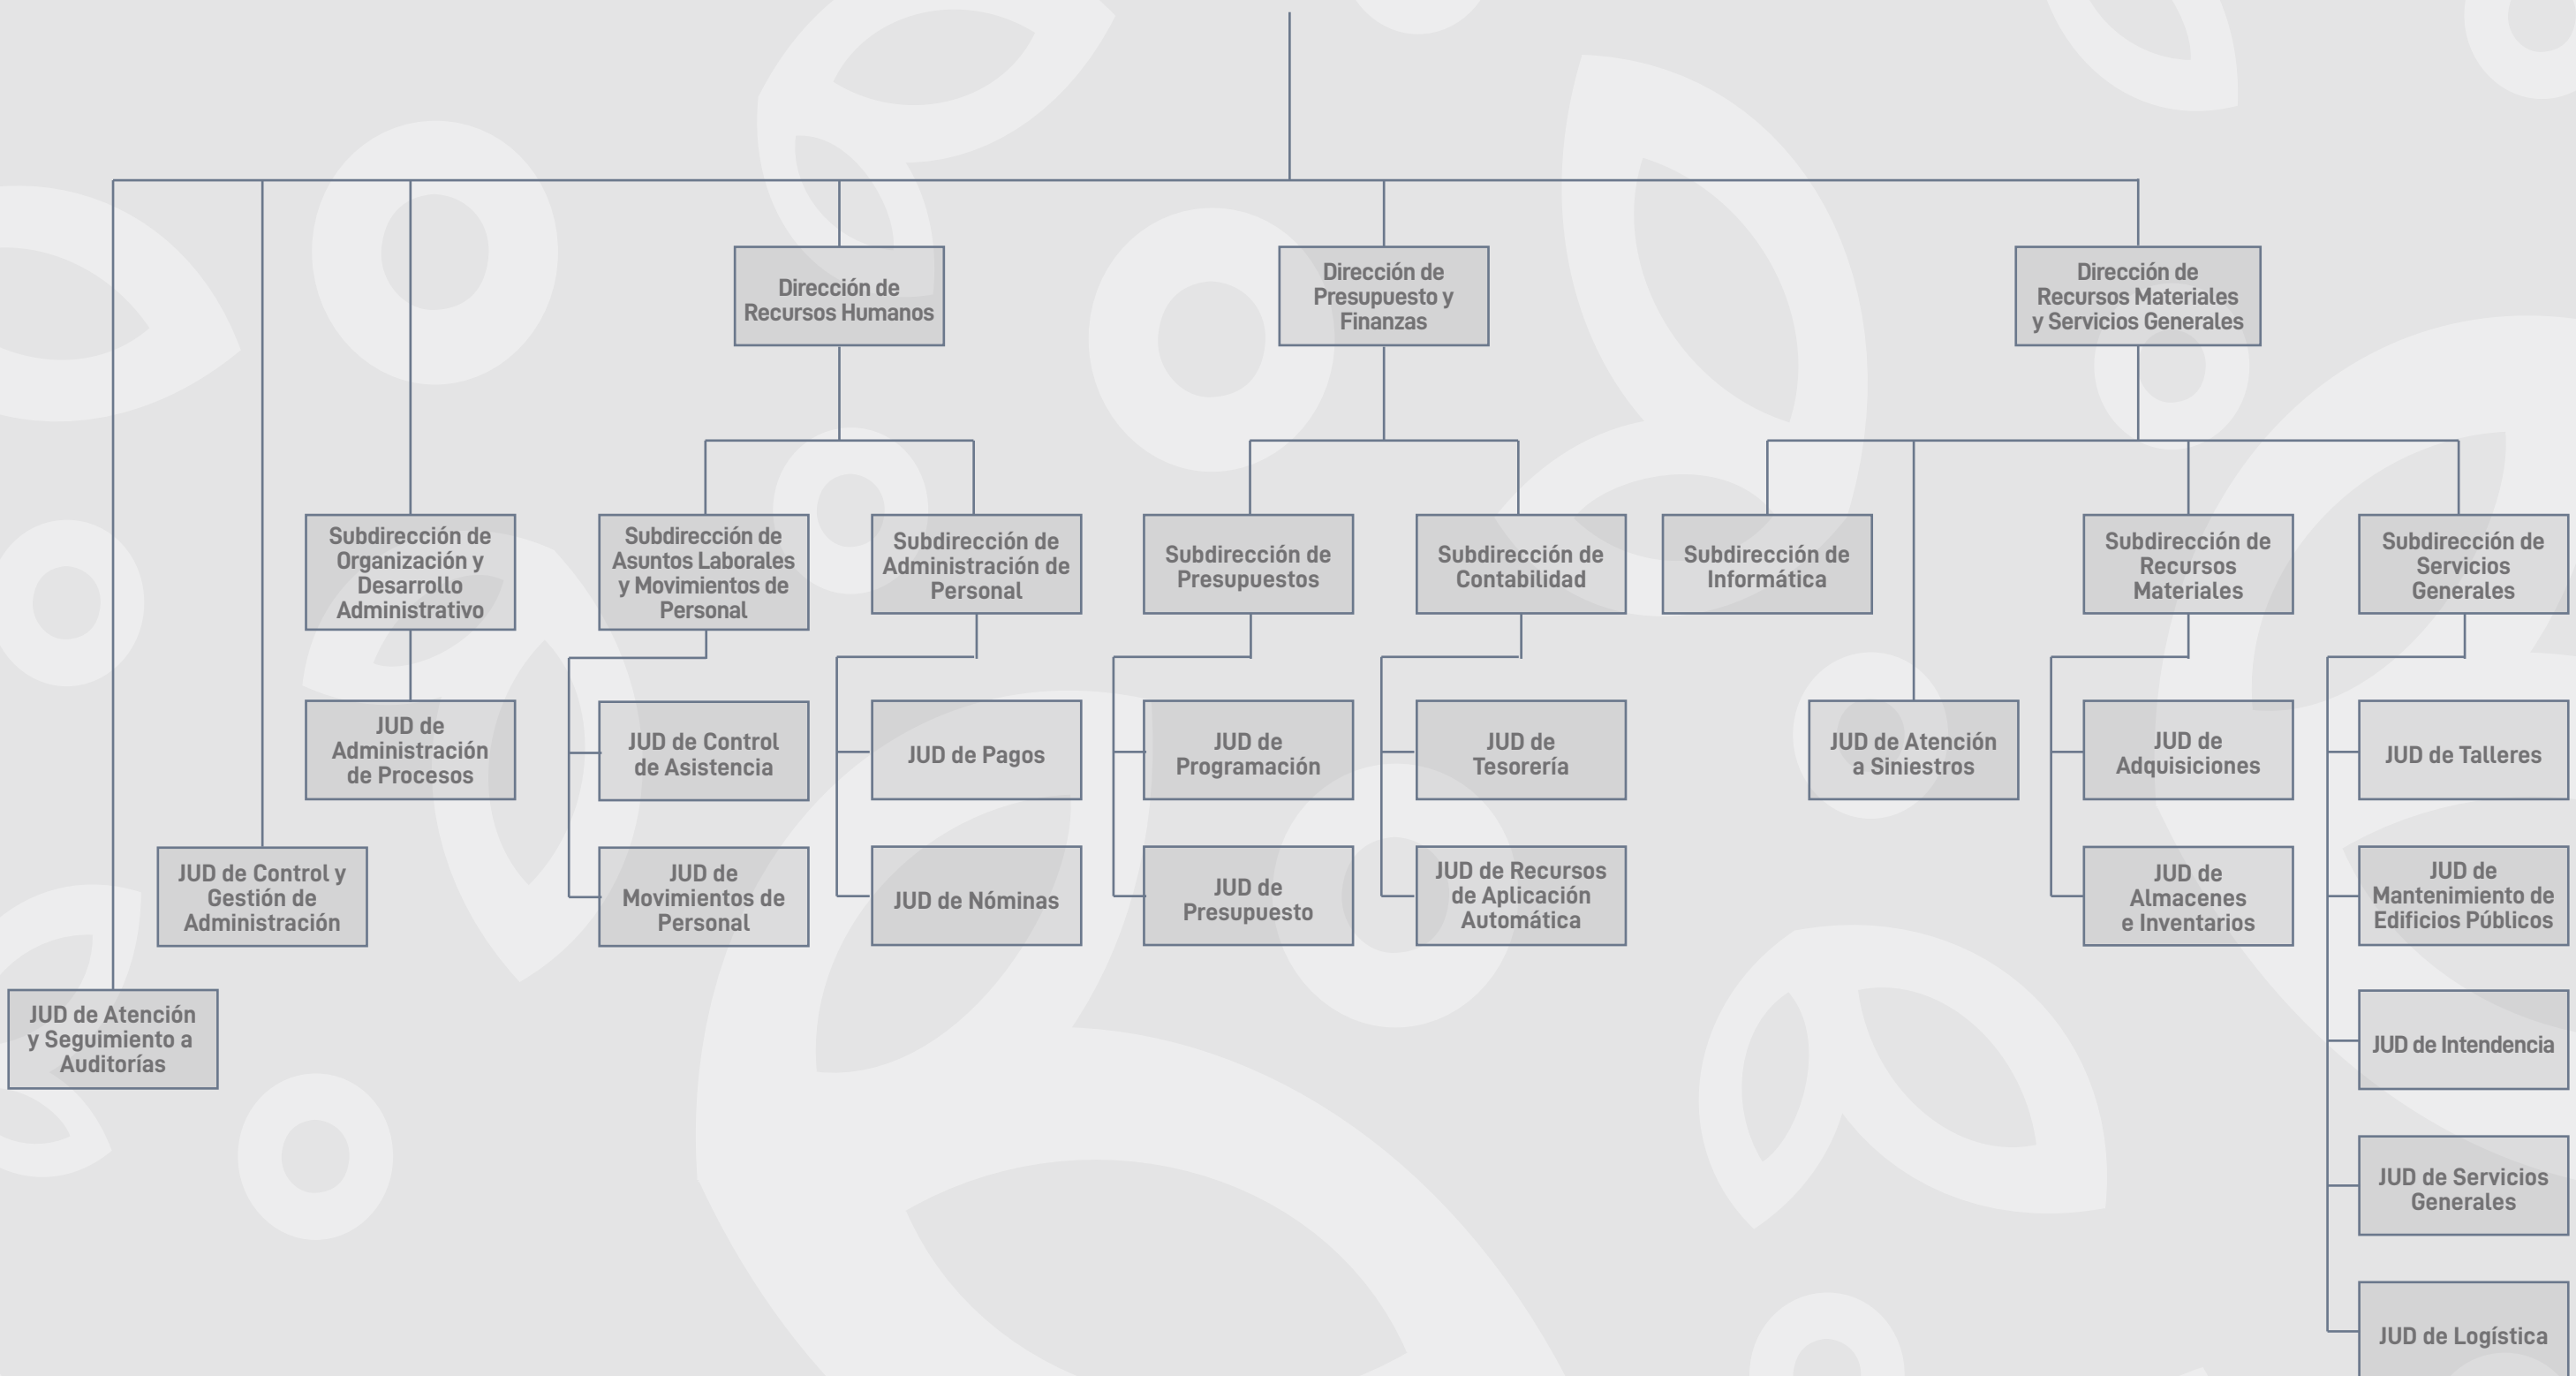 Dirección de
Recursos Humanos
Dirección de
Presupuesto y
Finanzas
Dirección de
Recursos Materiales
y Servicios Generales
Subdirección de
Organización y
Desarrollo
Administrativo
Subdirección de
Asuntos Laborales
y Movimientos de
Personal
Subdirección de
Administración de
Personal
Subdirección de
Presupuestos
Subdirección de
Contabilidad
Subdirección de
Informática
Subdirección de
Recursos
Materiales
Subdirección de
Servicios
Generales
JUD de
Administración
de Procesos
JUD de Control
de Asistencia
JUD de Pagos
JUD de
Programación
JUD de
Tesorería
JUD de Atención
a Siniestros
JUD de
Adquisiciones
JUD de Talleres
JUD de Control y
Gestión de
Administración
JUD de
Movimientos de
Personal
JUD de Nóminas
JUD de
Presupuesto
JUD de Recursos
de Aplicación
Automática
JUD de
Almacenes
e Inventarios
JUD de
Mantenimiento de
Edificios Públicos
JUD de Atención
y Seguimiento a
Auditorías
JUD de Intendencia
JUD de Servicios
Generales
JUD de Logística